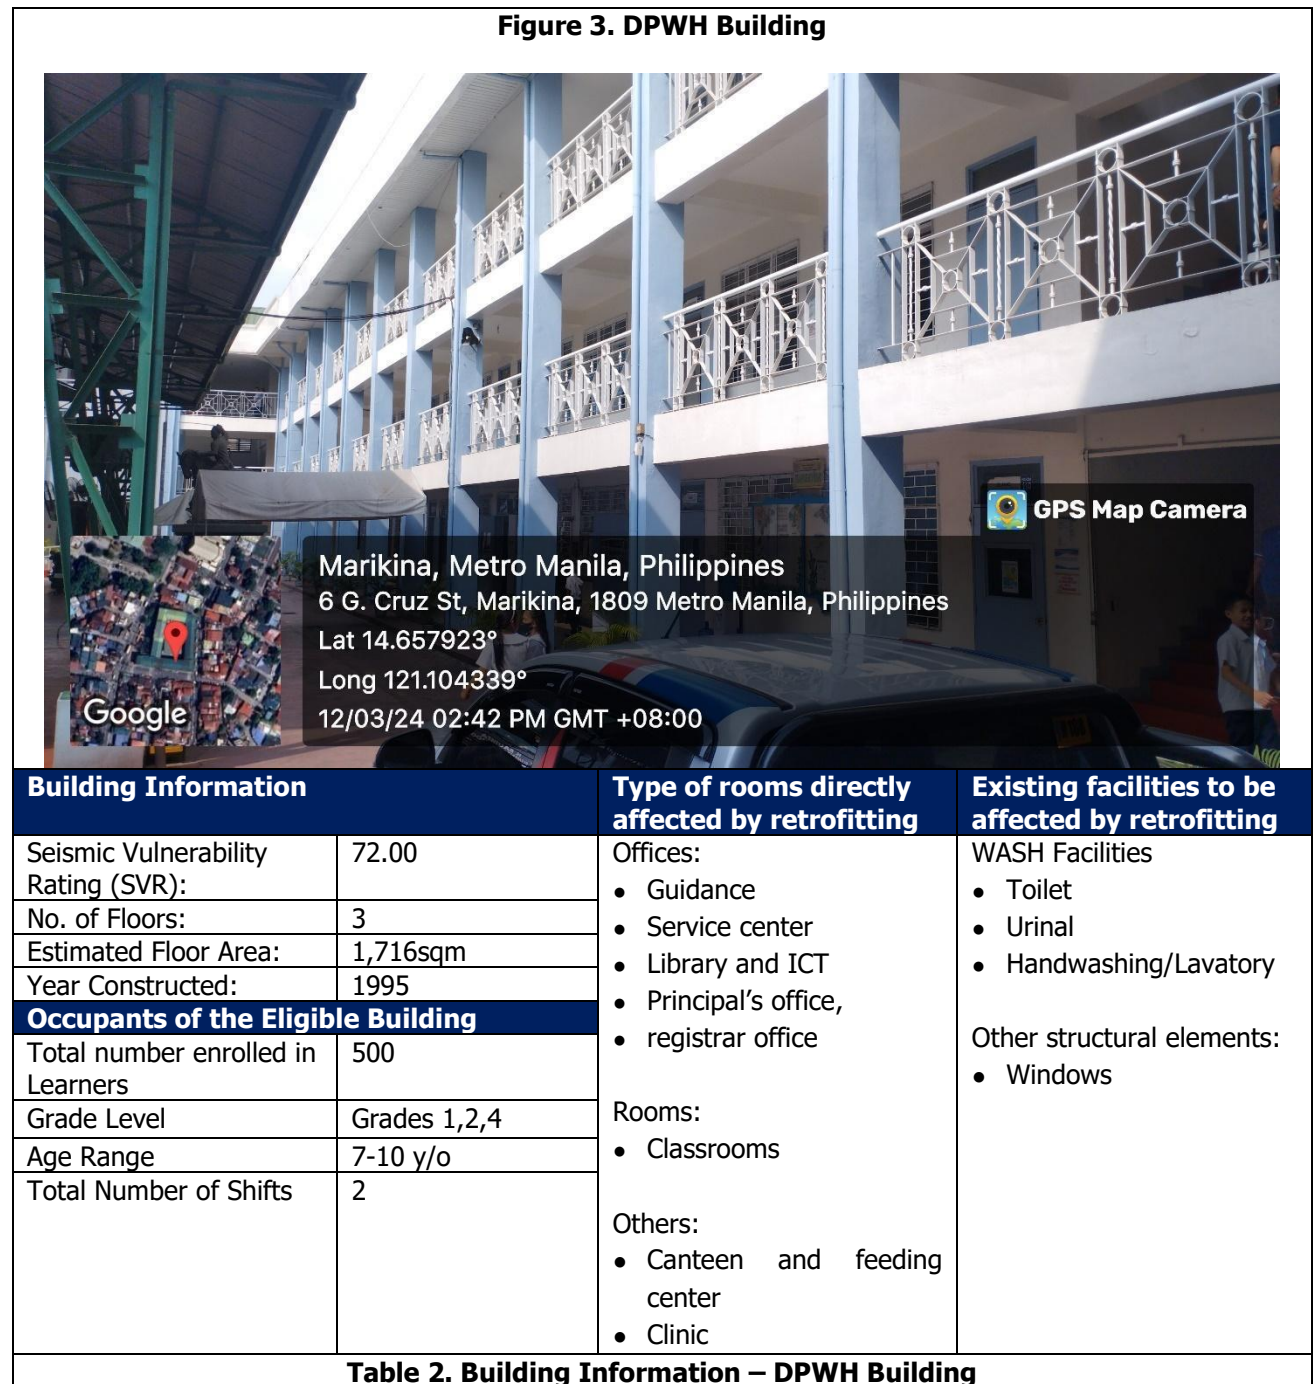 Figure 3. DPWH Building
GPS Map Camera
Marikina, Metro Manila, Philippines
6 G. Cruz St, Marikina, 1809 Metro Manila, Philippines
Lat 14.657923°
Long 121.104339°
12/03/24 02:42 PM GMT +08:00
Google
Building Information
Type of rooms directly
affected by retrofitting
Existing facilities to be
affected by retrofitting
Seismic Vulnerability
Rating (SVR):
72.00
No. of Floors:
3
Estimated Floor Area:
1,716sqm
Year Constructed:
1995
Occupants of the Eligible Building
Total number enrolled in
Learners
500
Grade Level
Grades 1,2,4
Age Range
7-10 y/o
Total Number of Shifts
2
Offices:
● Guidance
● Service center
● Library and ICT
● Principal’s office,
● registrar office
Rooms:
● Classrooms
Others:
● Canteen and feeding
center
● Clinic
WASH Facilities
● Toilet
● Urinal
● Handwashing/Lavatory
Other structural elements:
● Windows
Table 2. Building Information – DPWH Building